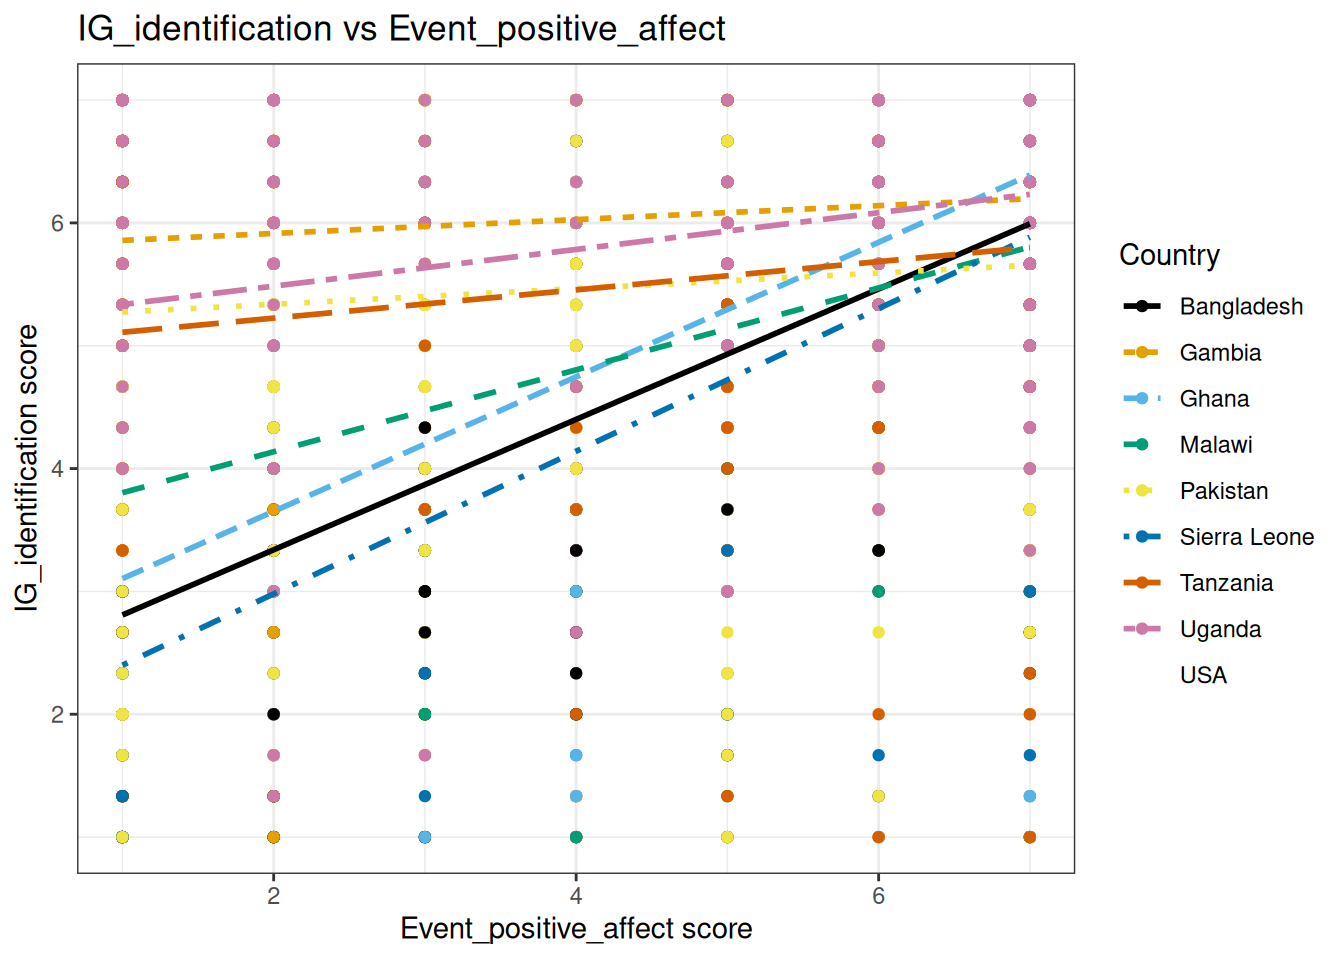 IG_identification vs Event_positive_affect
IG_identification score
6
4
2
2
4
6
Event_positive_affect score
Country
Bangladesh
Gambia
Ghana
Malawi
Pakistan
Sierra Leone
Tanzania
Uganda
USA